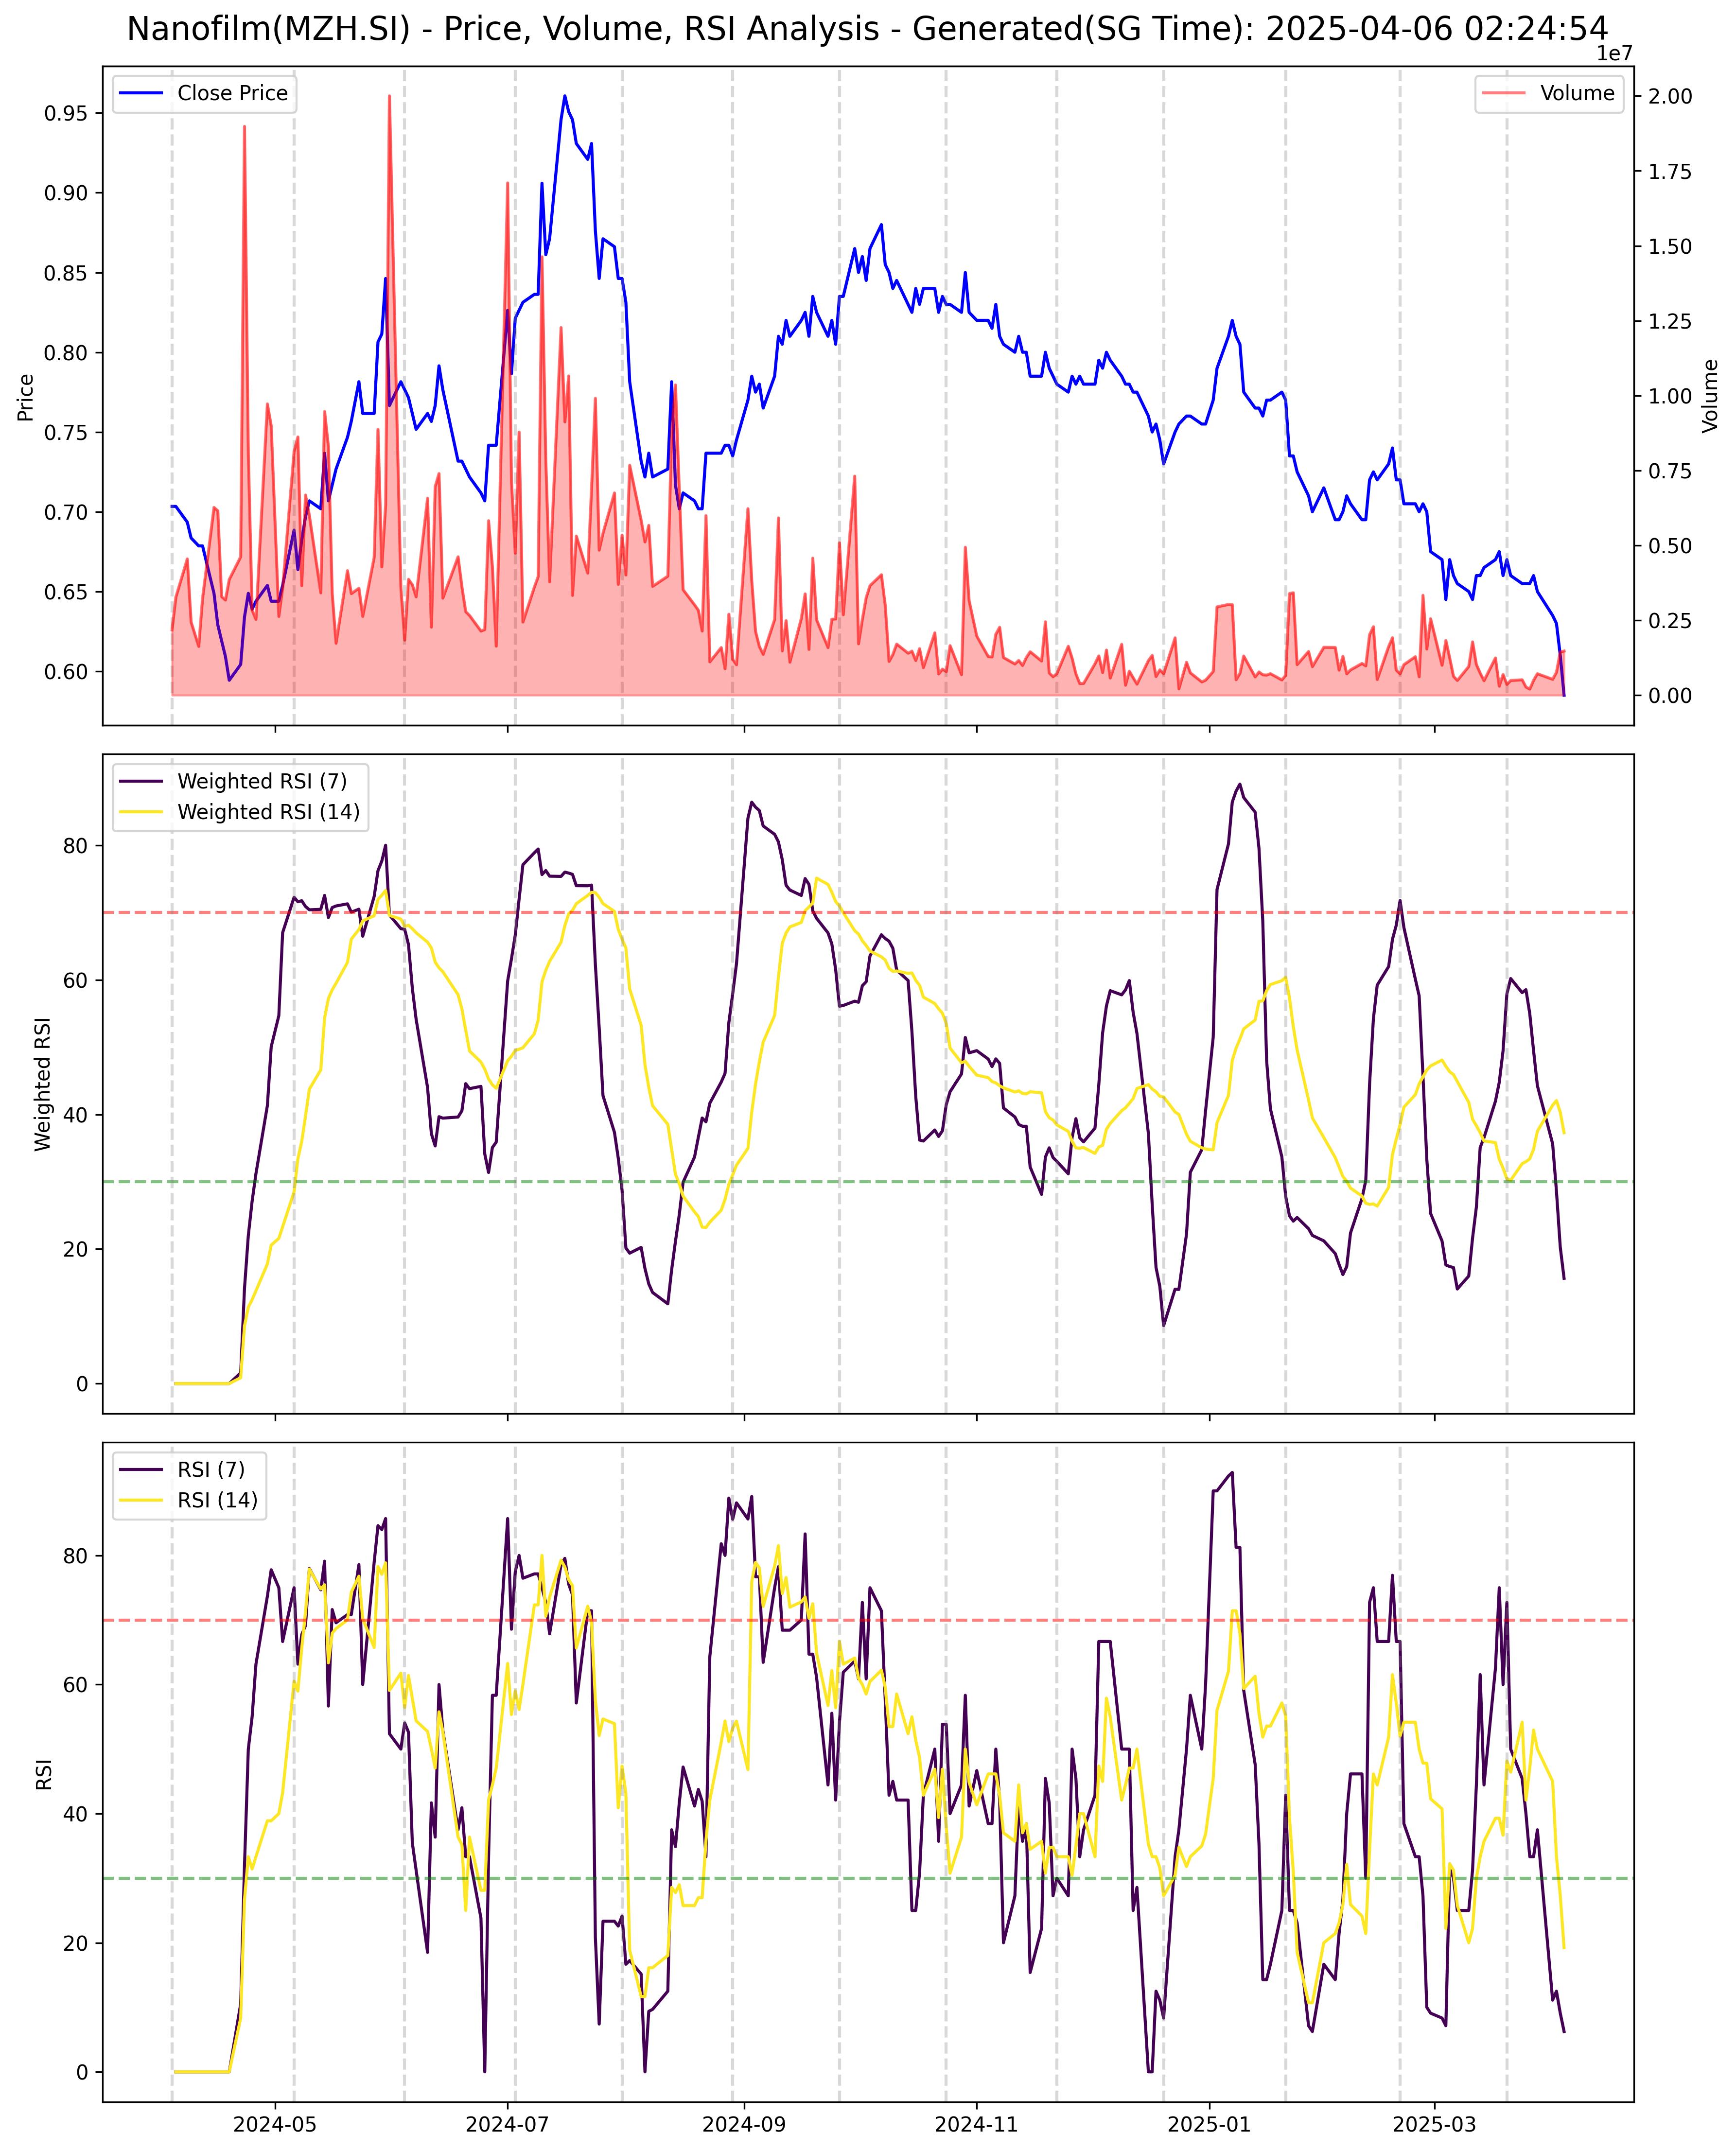 Nanofilm(MZH.SI) - Price, Volume, RSI Analysis - Generated(SG Time): 2025-04-06 02:24:54
1e7
Close Price
Volume
0.95
0.90
0.85
0.80
0.75
0.70
0.65
0.60
Price
2.00
1.75
1.50
1.25
1.00
0.75
0.50
0.25
0.00
Volume
Weighted RSI (7)
Weighted RSI (14)
80
60
40
20
0
Weighted RSI
RSI (7)
RSI (14)
80
60
40
20
0
RSI
2024-05
2024-07
2024-09
2024-11
2025-01
2025-03